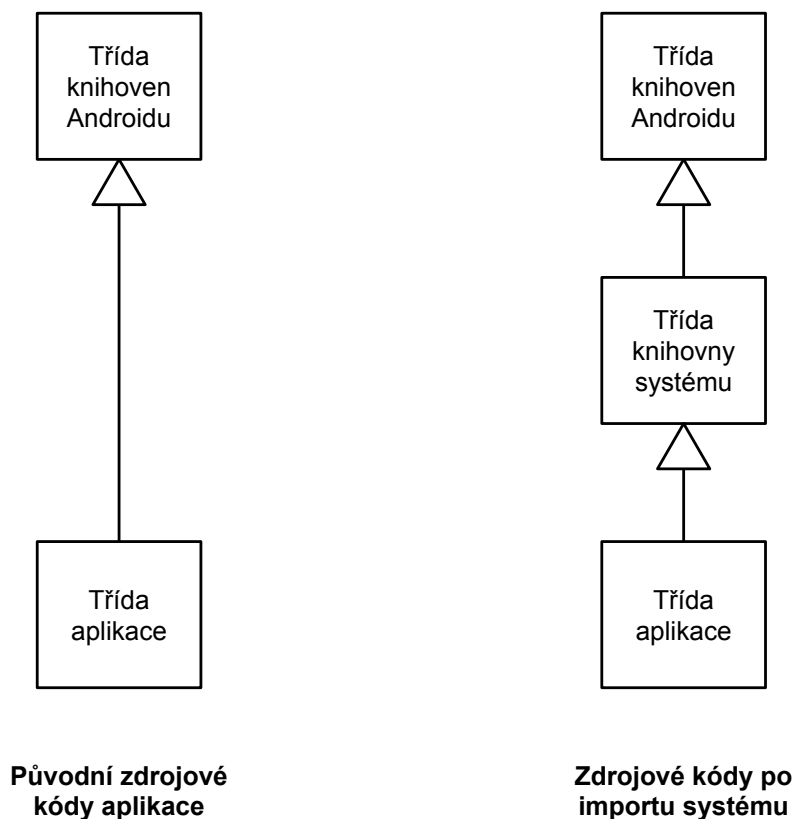 Třída
knihoven
Androidu
Třída
knihoven
Androidu
Třída
knihovny
systému
Třída
aplikace
Třída
aplikace
Původní zdrojové
kódy aplikace
Zdrojové kódy po
importu systému